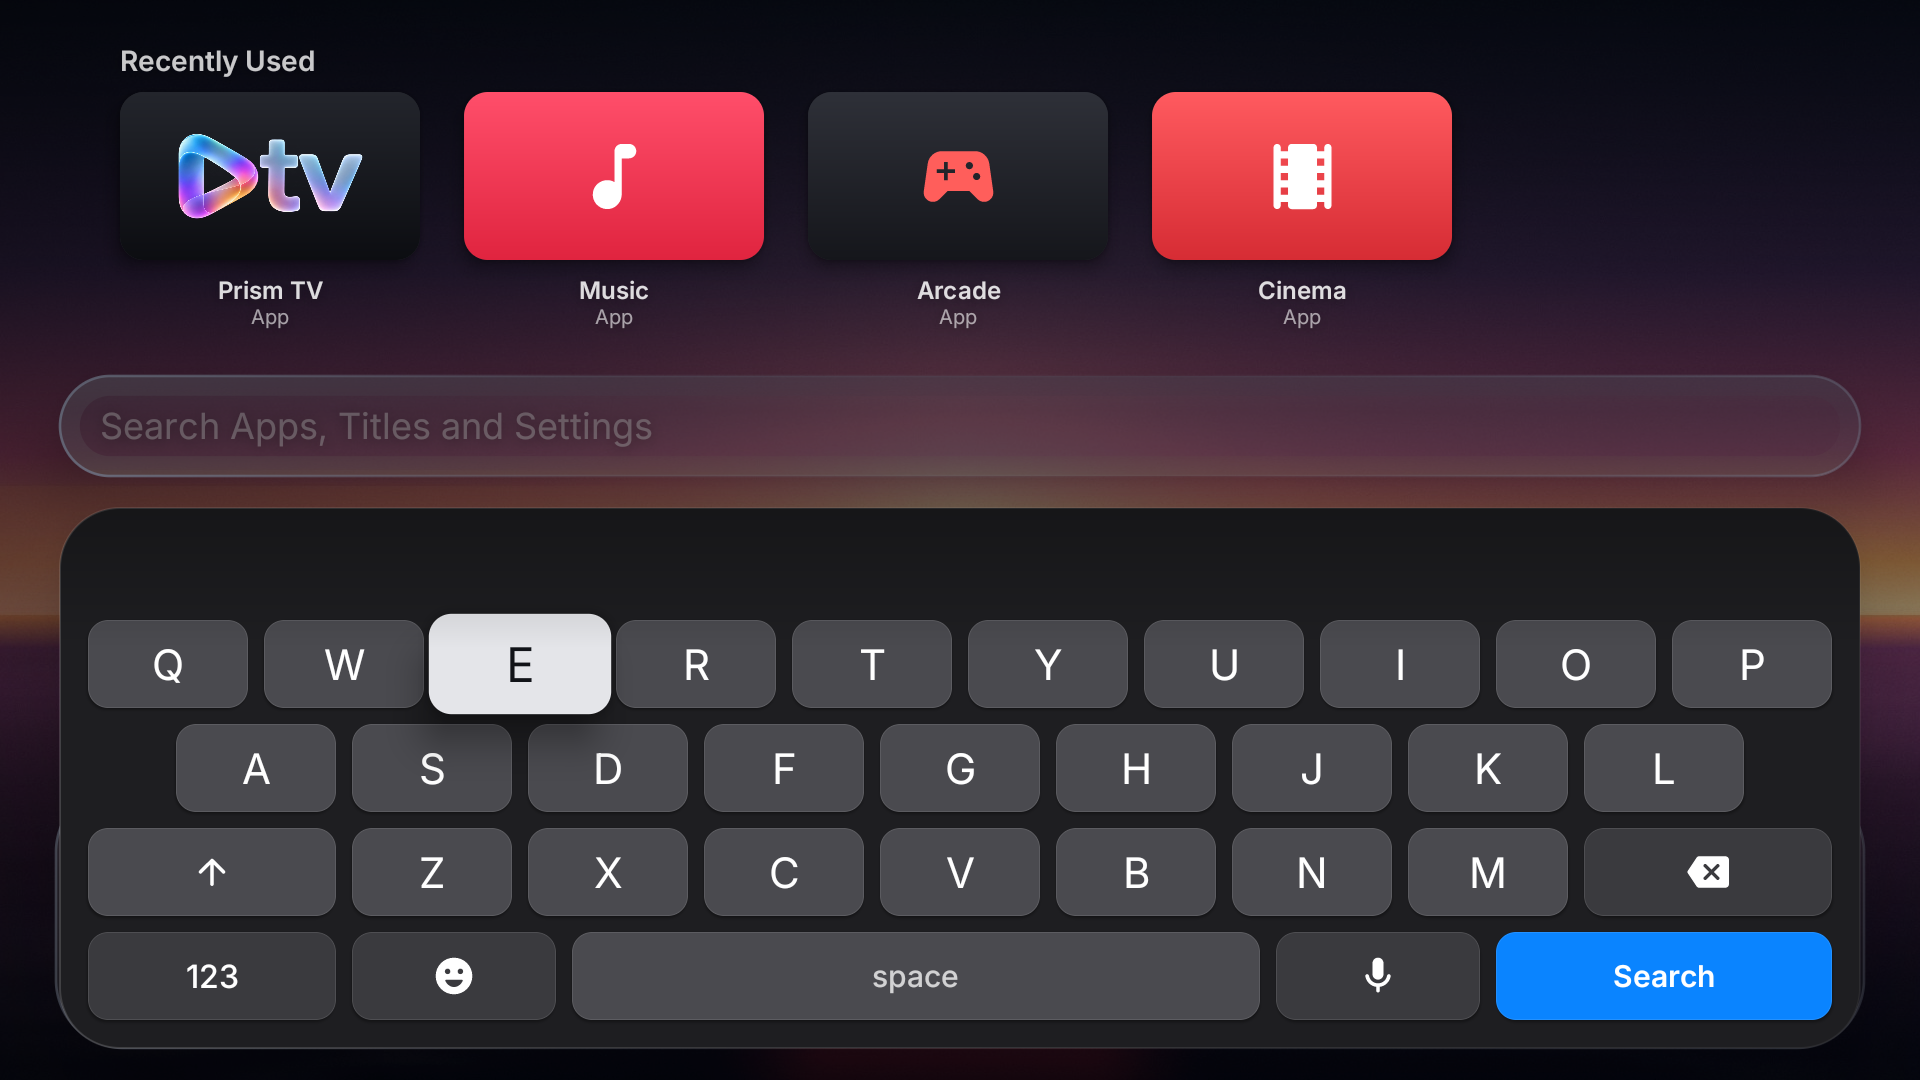 Recently Used
tv
Prism TV
App
Music
App
Arcade
App
Cinema
App
Search Apps, Titles and Settings
Q W E R T Y U I O P
A S D F G H J K L
Z X C V B N M
123 space Search